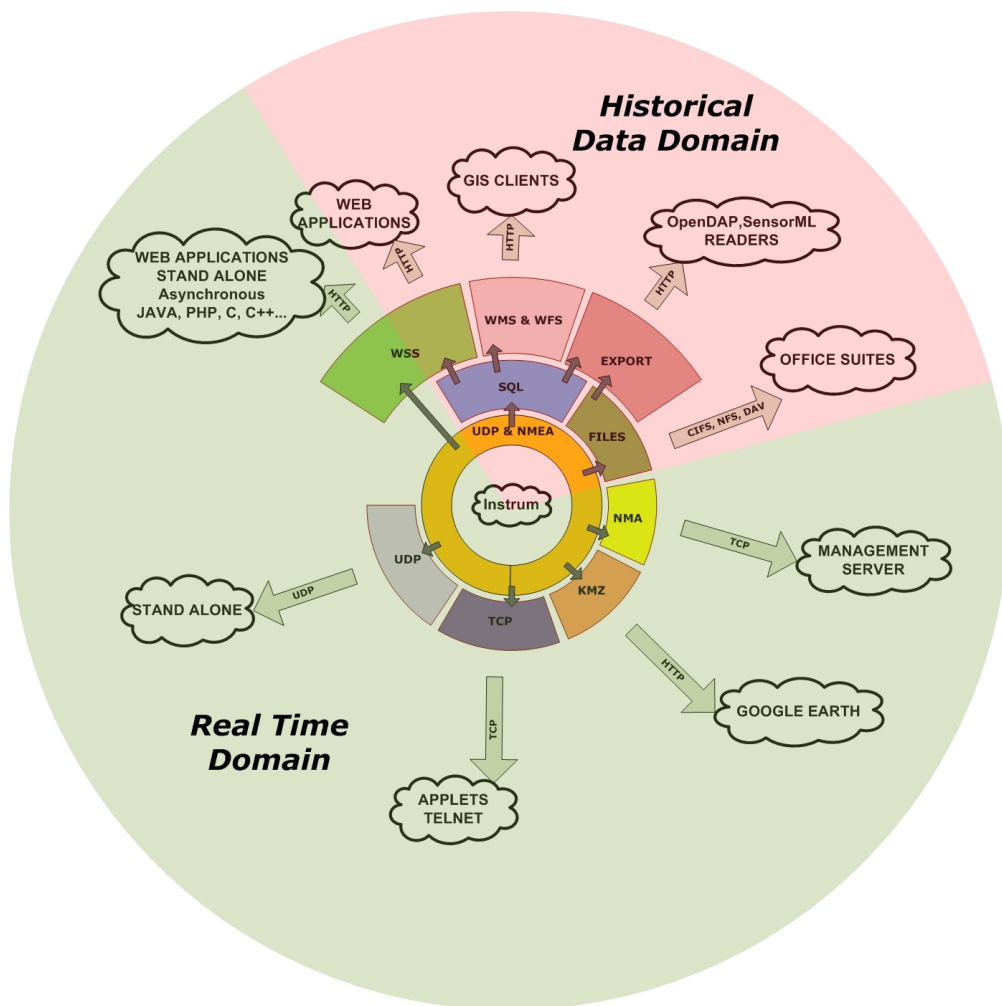 Historical
Data Domain
GIS CLIENTS
WEB
APPLICATIONS
OpenDAP,SensorML
READERS
WEB APPLICATIONS
STAND ALONE
Asynchronous
JAVA, PHP, C, C++...
HTTP
HTTP
HTTP
HTTP
WMS & WFS
WSS
EXPORT
OFFICE SUITES
SQL
CIFS, NFS, DAV
UDP & NMEA
FILES
Instrum
NMA
TCP
MANAGEMENT
SERVER
UDP
KMZ
UDP
STAND ALONE
TCP
HTTP
GOOGLE EARTH
Real Time
Domain
TCP
APPLETS
TELNET